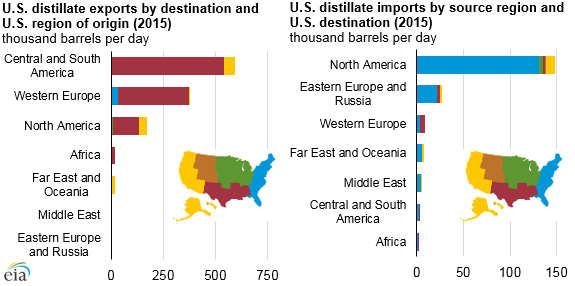 U.S. distillate exports by destination and
U.S. region of origin (2015)
thousand barrels per day
Central and South
America
Western Europe
North America
Africa
Far East and
Oceania
Middle East
Eastern Europe
and Russia
0 250 500 750
eia
U.S. distillate imports by source region and
U.S. destination (2015)
thousand barrels per day
North America
Eastern Europe and
Russia
Western Europe
Far East and Oceania
Middle East
Central and South
America
Africa
0 50 100 150